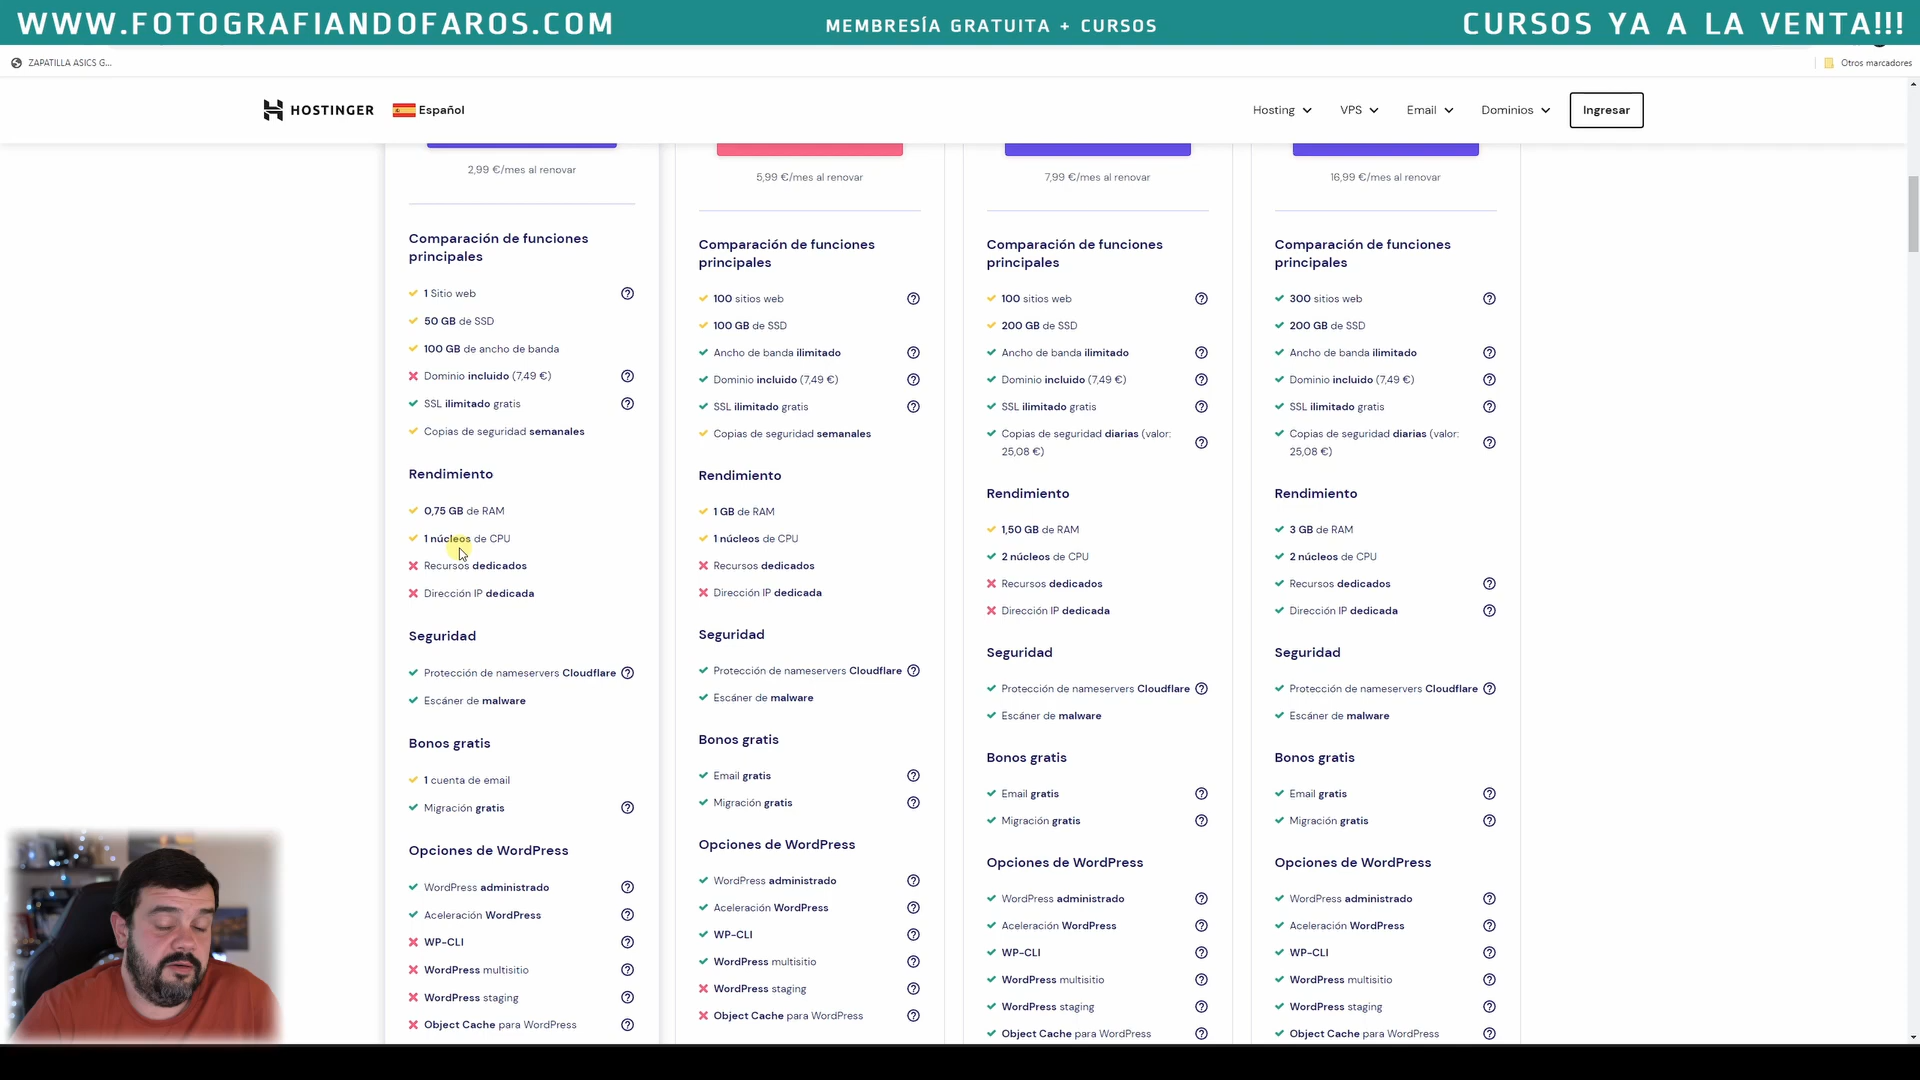 WWW.FOTOGRAFIANDOFAROS.COM
MEMBRESÍA GRATUITA + CURSOS
CURSOS YA A LA VENTA!!!
ZAPATILLA ASICS G...
Otros marcadores
HOSTINGER
Español
Hosting
VPS
Email
Dominios
Ingresar
2,99 €/mes al renovar
Comparación de funciones
principales
1 Sitio web
50 GB de SSD
100 GB de ancho de banda
Dominio incluido (7,49 €)
SSL ilimitado gratis
Copias de seguridad semanales
Rendimiento
0,75 GB de RAM
1 núcleos de CPU
Recursos dedicados
Dirección IP dedicada
Seguridad
Protección de nameservers Cloudflare
Escáner de malware
Bonos gratis
1 cuenta de email
Migración gratis
Opciones de WordPress
WordPress administrado
Aceleración WordPress
WP-CLI
WordPress multisitio
WordPress staging
Object Cache para WordPress
5,99 €/mes al renovar
Comparación de funciones
principales
100 sitios web
100 GB de SSD
Ancho de banda ilimitado
Dominio incluido (7,49 €)
SSL ilimitado gratis
Copias de seguridad semanales
Rendimiento
1 GB de RAM
1 núcleos de CPU
Recursos dedicados
Dirección IP dedicada
Seguridad
Protección de nameservers Cloudflare
Escáner de malware
Bonos gratis
Email gratis
Migración gratis
Opciones de WordPress
WordPress administrado
Aceleración WordPress
WP-CLI
WordPress multisitio
WordPress staging
Object Cache para WordPress
7,99 €/mes al renovar
Comparación de funciones
principales
100 sitios web
200 GB de SSD
Ancho de banda ilimitado
Dominio incluido (7,49 €)
SSL ilimitado gratis
Copias de seguridad diarias (valor:
25,08 €)
Rendimiento
1,50 GB de RAM
2 núcleos de CPU
Recursos dedicados
Dirección IP dedicada
Seguridad
Protección de nameservers Cloudflare
Escáner de malware
Bonos gratis
Email gratis
Migración gratis
Opciones de WordPress
WordPress administrado
Aceleración WordPress
WP-CLI
WordPress multisitio
WordPress staging
Object Cache para WordPress
16,99 €/mes al renovar
Comparación de funciones
principales
300 sitios web
200 GB de SSD
Ancho de banda ilimitado
Dominio incluido (7,49 €)
SSL ilimitado gratis
Copias de seguridad diarias (valor:
25,08 €)
Rendimiento
3 GB de RAM
2 núcleos de CPU
Recursos dedicados
Dirección IP dedicada
Seguridad
Protección de nameservers Cloudflare
Escáner de malware
Bonos gratis
Email gratis
Migración gratis
Opciones de WordPress
WordPress administrado
Aceleración WordPress
WP-CLI
WordPress multisitio
WordPress staging
Object Cache para WordPress